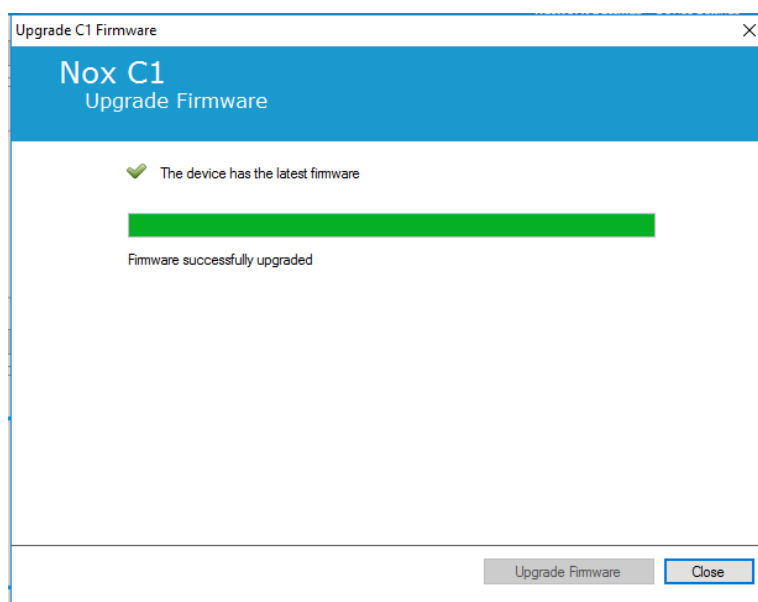 Upgrade C1 Firmware
Nox C1
Upgrade Firmware
The device has the latest firmware
Firmware successfully upgraded
Upgrade Firmware
Close